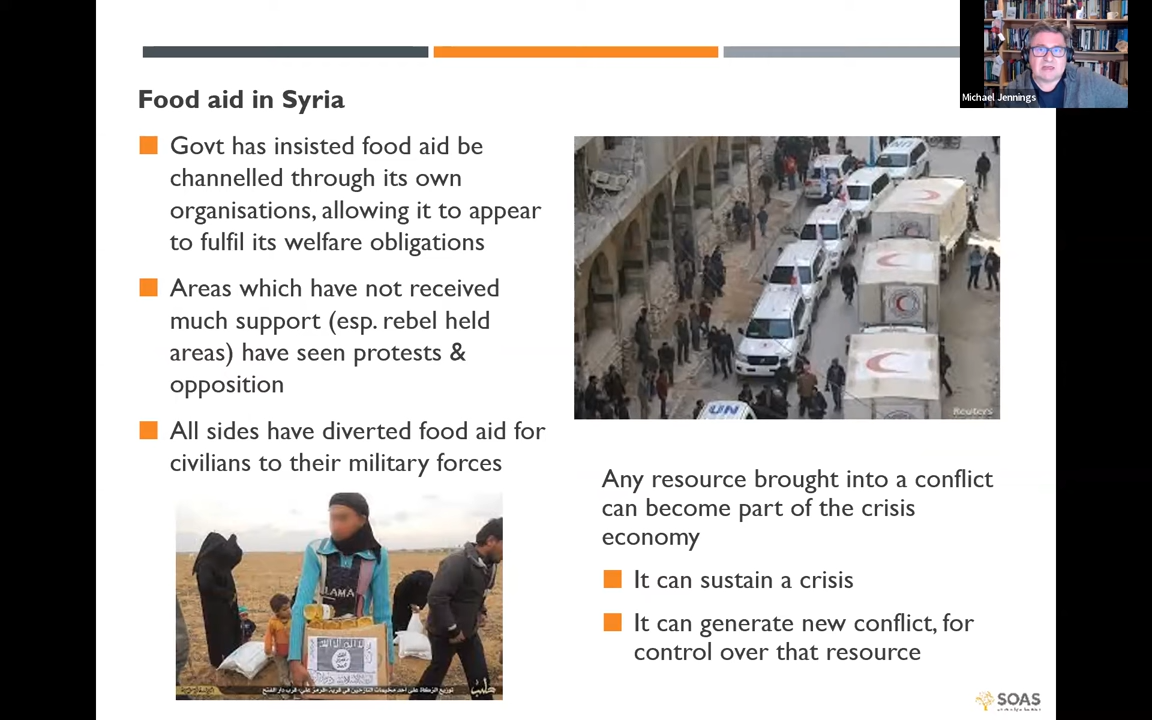 Michael Jennings
Food aid in Syria
Govt has insisted food aid be
channelled through its own
organisations, allowing it to appear
to fulfil its welfare obligations
Areas which have not received
much support (esp. rebel held
areas) have seen protests &
opposition
All sides have diverted food aid for
civilians to their military forces
UN
UN
Reuters
LAMA
Any resource brought into a conflict
can become part of the crisis
economy
It can sustain a crisis
It can generate new conflict, for
control over that resource
SOAS